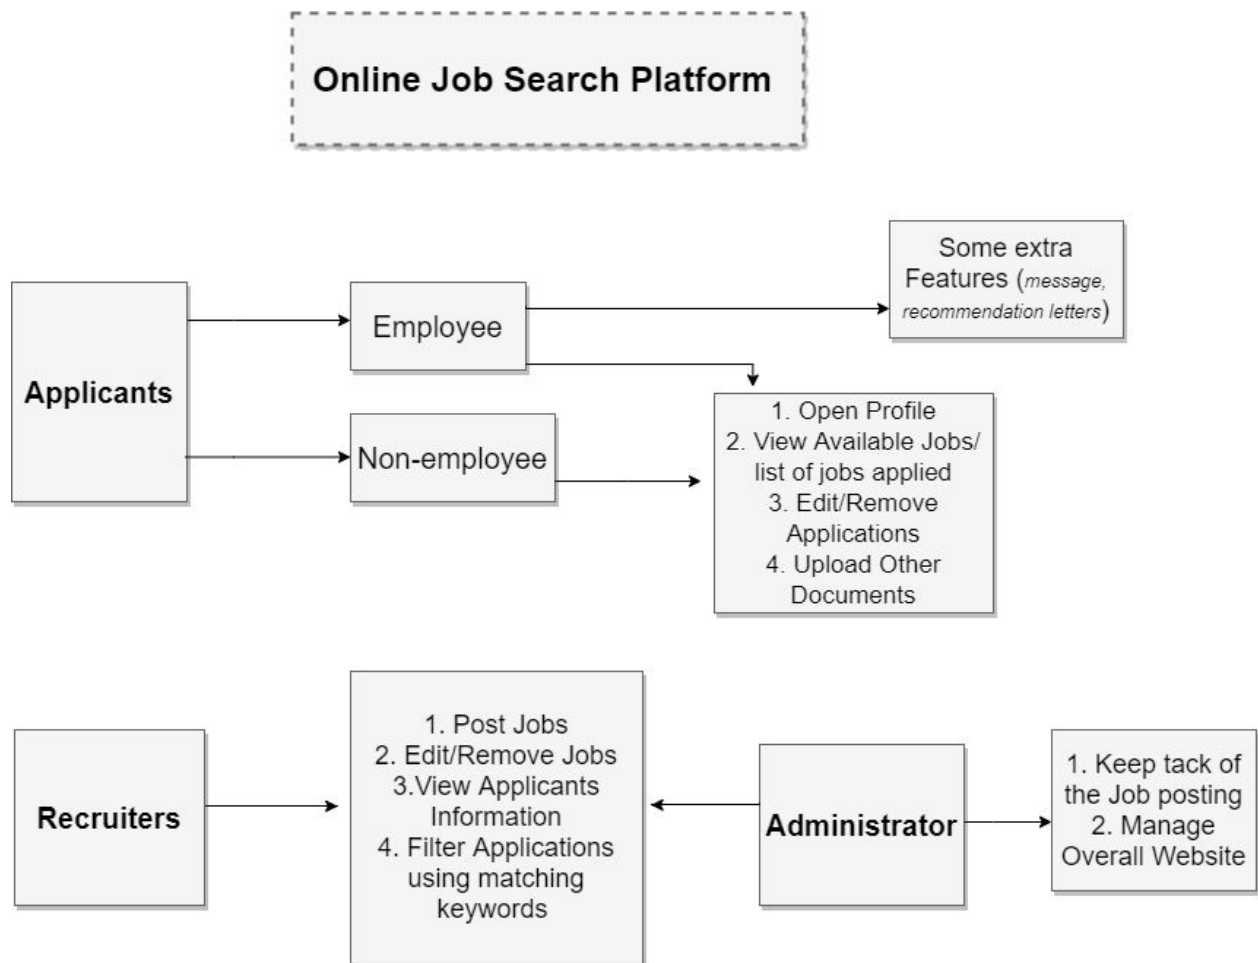 Online Job Search Platform
Some extra
Features (message,
recommendation letters)
Applicants
Employee
Non-employee
1. Open Profile
2. View Available Jobs/
list of jobs applied
3. Edit/Remove
Applications
4. Upload Other
Documents
Recruiters
1. Post Jobs
2. Edit/Remove Jobs
3.View Applicants
Information
4. Filter Applications
using matching
keywords
Administrator
1. Keep tack of
the Job posting
2. Manage
Overall Website